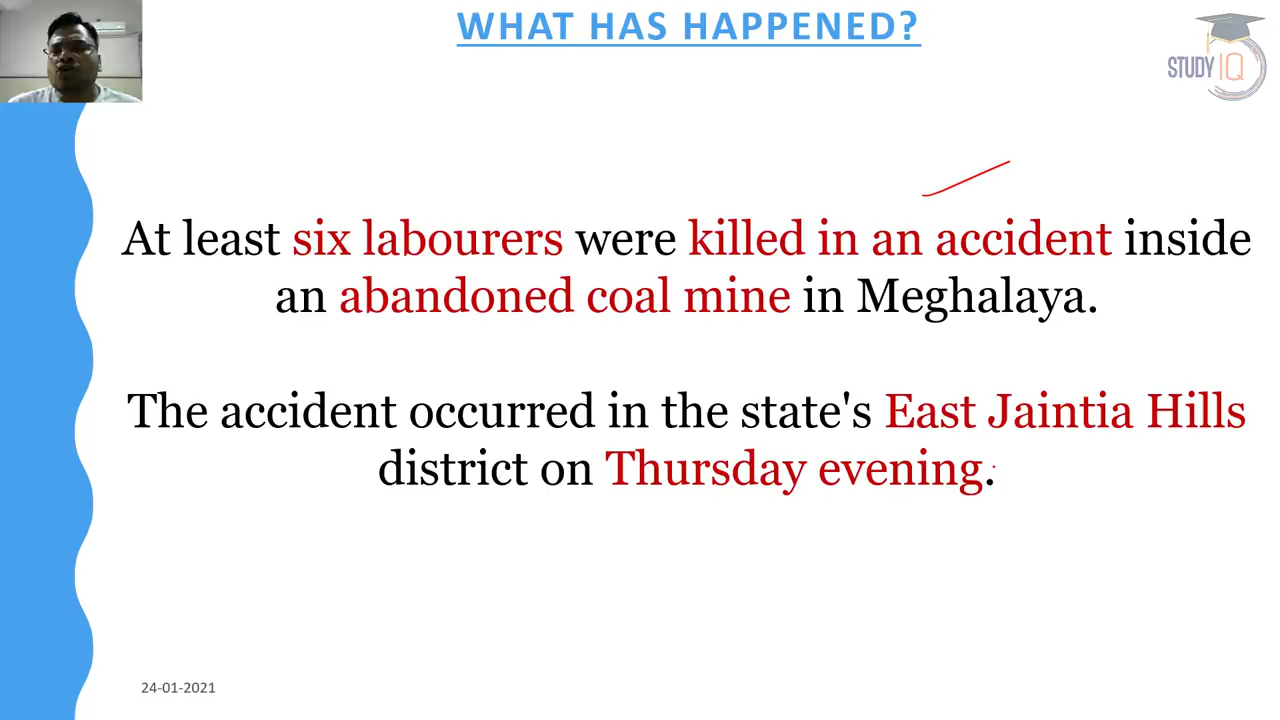 WHAT HAS HAPPENED?
STUDY IQ
At least six labourers were killed in an accident inside
an abandoned coal mine in Meghalaya.
The accident occurred in the state's East Jaintia Hills
district on Thursday evening.
24-01-2021